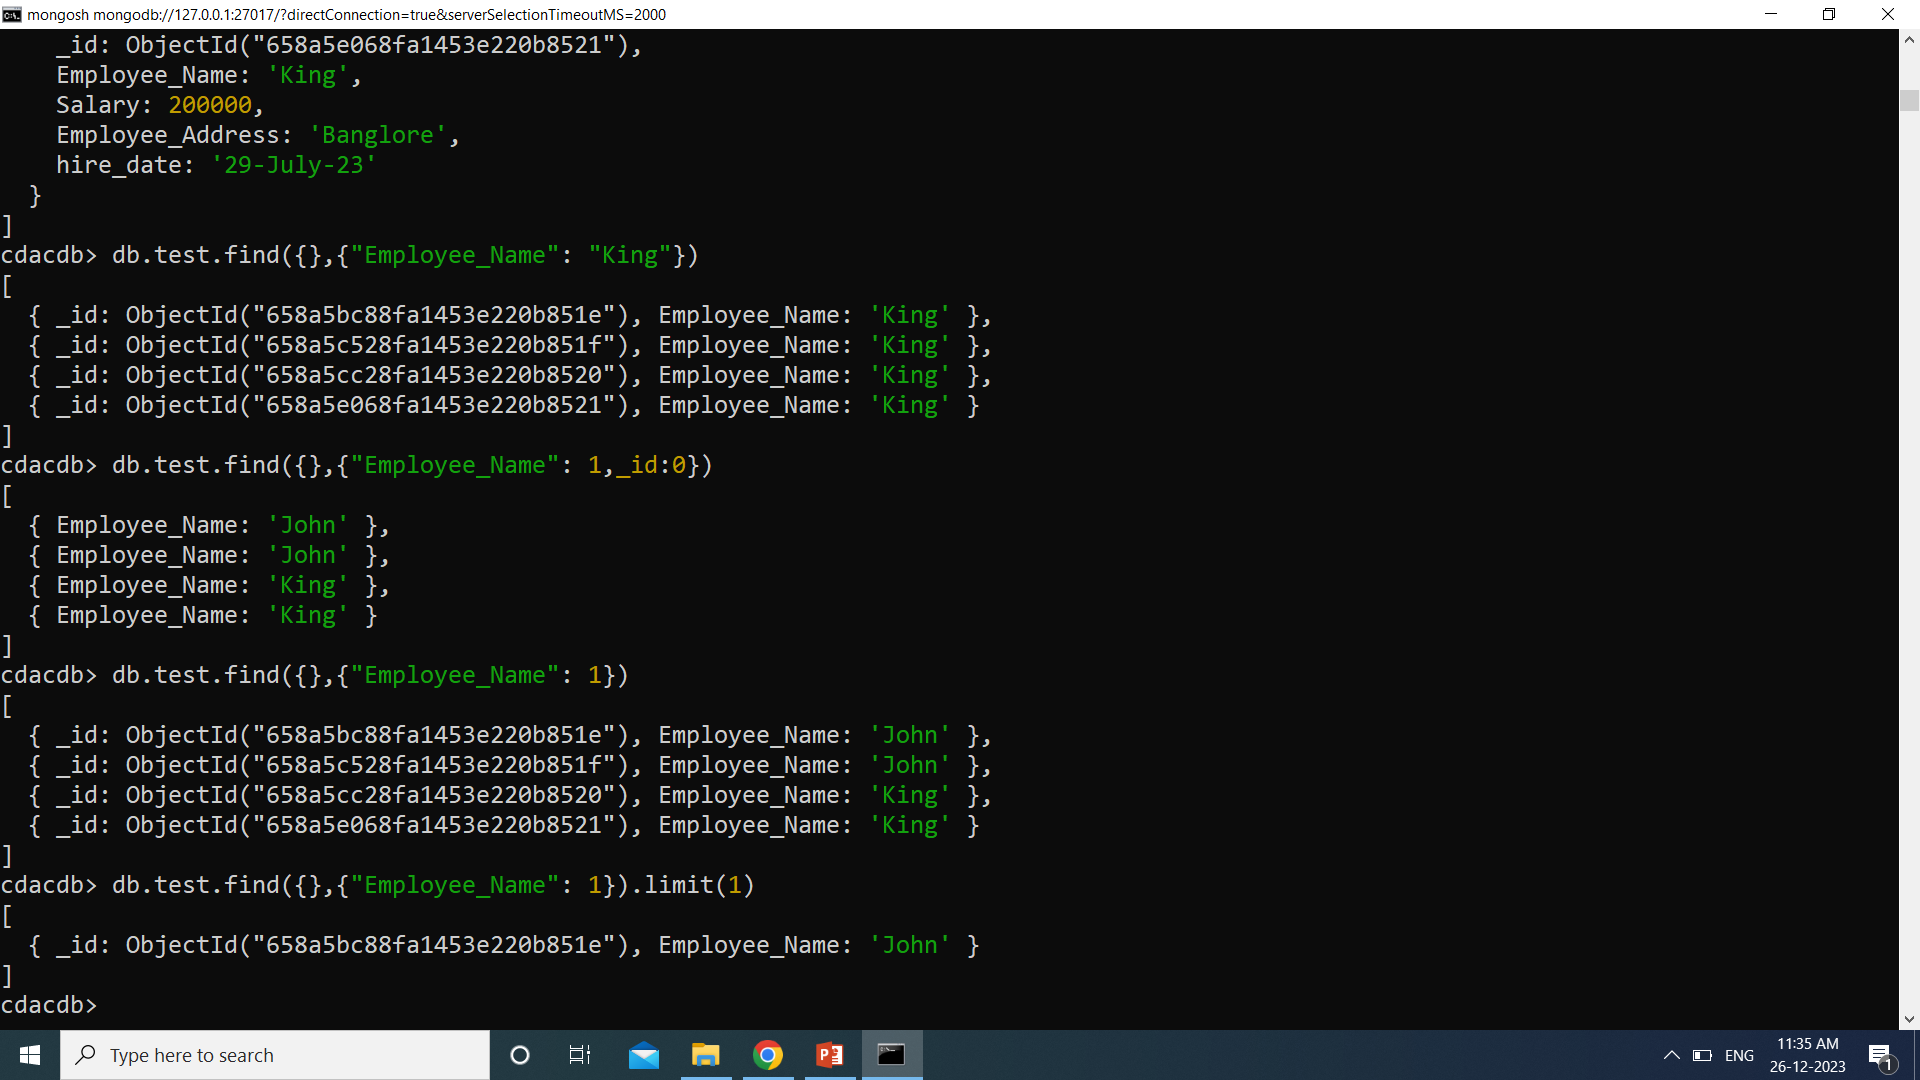 mongosh mongodb://127.0.0.1:27017/?directConnection=true&serverSelectionTimeoutMS=2000
    _id: ObjectId("658a5e068fa1453e220b8521"),
    Employee_Name: 'King',
    Salary: 200000,
    Employee_Address: 'Banglore',
    hire_date: '29-July-23'
  }
]
cdacdb> db.test.find({},{"Employee_Name": "King"})
[
  { _id: ObjectId("658a5bc88fa1453e220b851e"), Employee_Name: 'King' },
  { _id: ObjectId("658a5c528fa1453e220b851f"), Employee_Name: 'King' },
  { _id: ObjectId("658a5cc28fa1453e220b8520"), Employee_Name: 'King' },
  { _id: ObjectId("658a5e068fa1453e220b8521"), Employee_Name: 'King' }
]
cdacdb> db.test.find({},{"Employee_Name": 1,_id:0})
[
  { Employee_Name: 'John' },
  { Employee_Name: 'John' },
  { Employee_Name: 'King' },
  { Employee_Name: 'King' }
]
cdacdb> db.test.find({},{"Employee_Name": 1})
[
  { _id: ObjectId("658a5bc88fa1453e220b851e"), Employee_Name: 'John' },
  { _id: ObjectId("658a5c528fa1453e220b851f"), Employee_Name: 'John' },
  { _id: ObjectId("658a5cc28fa1453e220b8520"), Employee_Name: 'King' },
  { _id: ObjectId("658a5e068fa1453e220b8521"), Employee_Name: 'King' }
]
cdacdb> db.test.find({},{"Employee_Name": 1}).limit(1)
[
  { _id: ObjectId("658a5bc88fa1453e220b851e"), Employee_Name: 'John' }
]
cdacdb>
Type here to search
ENG
11:35 AM
26-12-2023
1